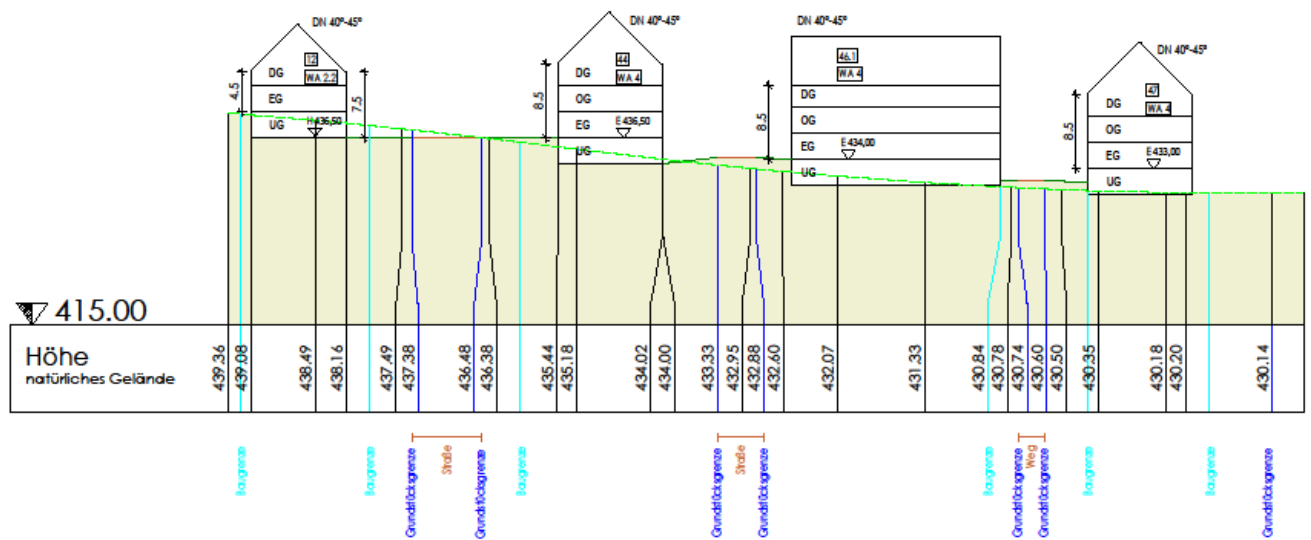 DN 40°-45°
12
WA 2.2
DG
EG
UG
H 436,50
4.5
7.5
DN 40°-45°
44
WA 4
DG
OG
EG
E 436,50
UG
8.5
DN 40°-45°
46.1
WA 4
DG
OG
EG
E 434,00
UG
8.5
DN 40°-45°
47
WA 4
DG
OG
EG
E 433,00
UG
8.5
415.00
Höhe
natürliches Gelände
439.36
439.08
438.49
438.16
437.49
437.38
436.48
436.38
435.44
435.18
434.02
434.00
433.33
432.95
432.88
432.60
432.07
431.33
430.84
430.78
430.74
430.60
430.50
430.35
430.18
430.20
430.14
Baugrenze
Baugrenze
Grundstücksgrenze
Straße
Grundstücksgrenze
Baugrenze
Grundstücksgrenze
Straße
Grundstücksgrenze
Baugrenze
Grundstücksgrenze
Weg
Grundstücksgrenze
Baugrenze
Baugrenze
Grundstücksgrenze